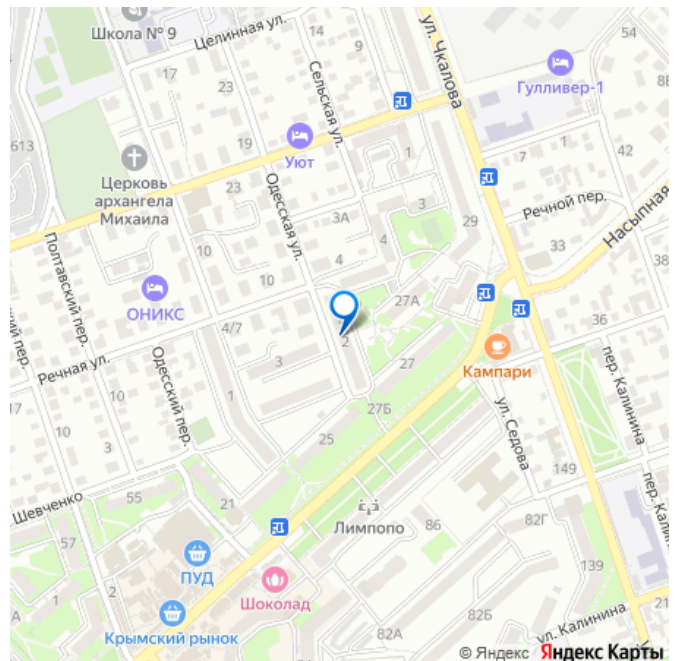 Школа № 9
Целинная ул.
ул. Чкалова
14
9
54
Сельская ул.
17
23
Гулливер-1
8В
613
19
Уют
1
7
1
42
Церковь
архангела
Михаила
23
Одесская ул.
3А
3
Речной пер.
29
Насыпная
Полтавский пер.
10
4
33
38
10
27А
ОНИКС
4/7
2
36
Речная ул.
3
27
Кампари
пер.
Одесский пер.
пер. Калинина
17
10
1
27Б
ул. Седова
3
25
149
пер. Калинина
Шевченко
55
21
57
Лимпопо
86
82Г
139
ПУД
2
1
Шоколад
82Б
21
Крымский рынок
82А
ул. Калинина
© Яндекс Яндекс Карты